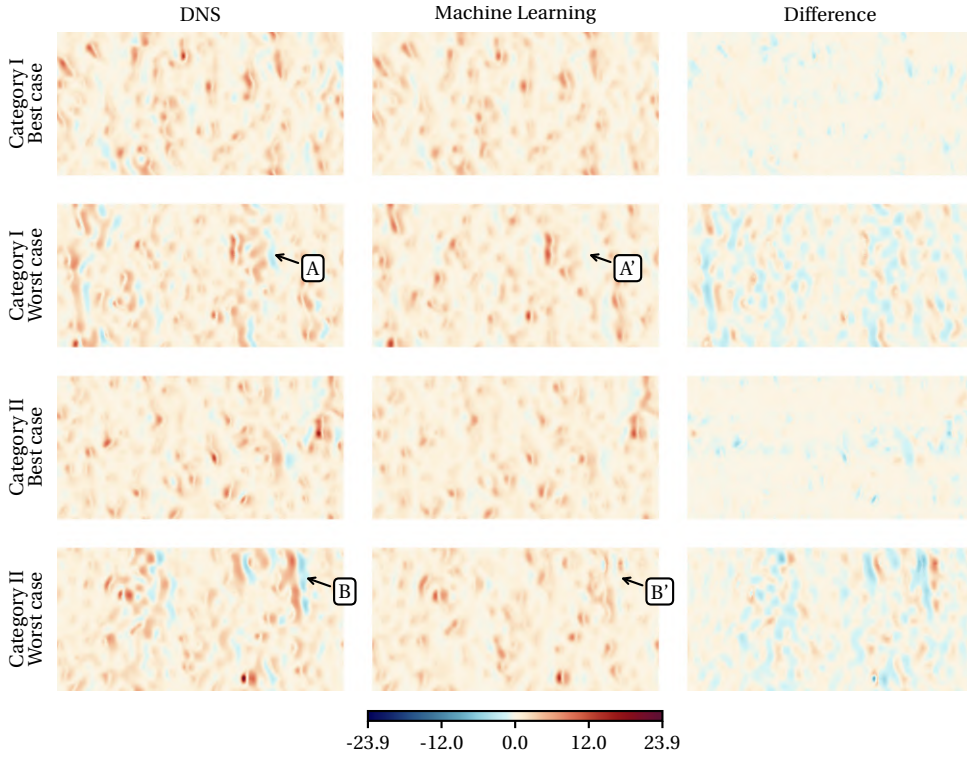 DNS
Machine Learning
Difference
Category I
Best case
Category I
Worst case
A
A'
Category II
Best case
Category II
Worst case
B
B'
-23.9
-12.0
0.0
12.0
23.9